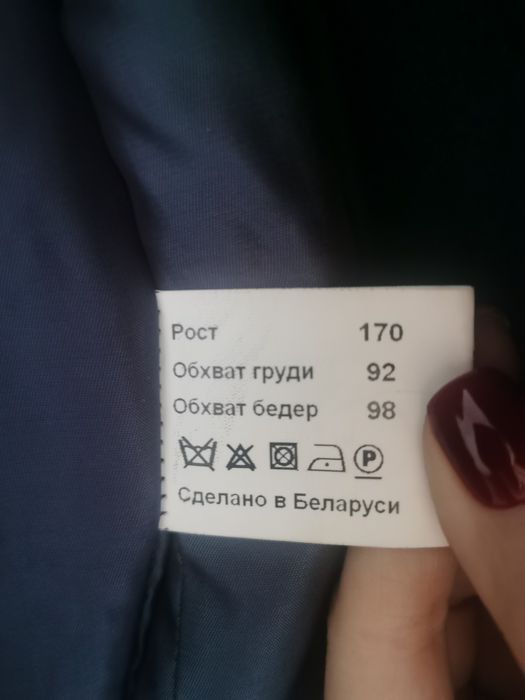 Рост 170
Обхват груди 92
Обхват бедер 98
P
Сделано в Беларуси